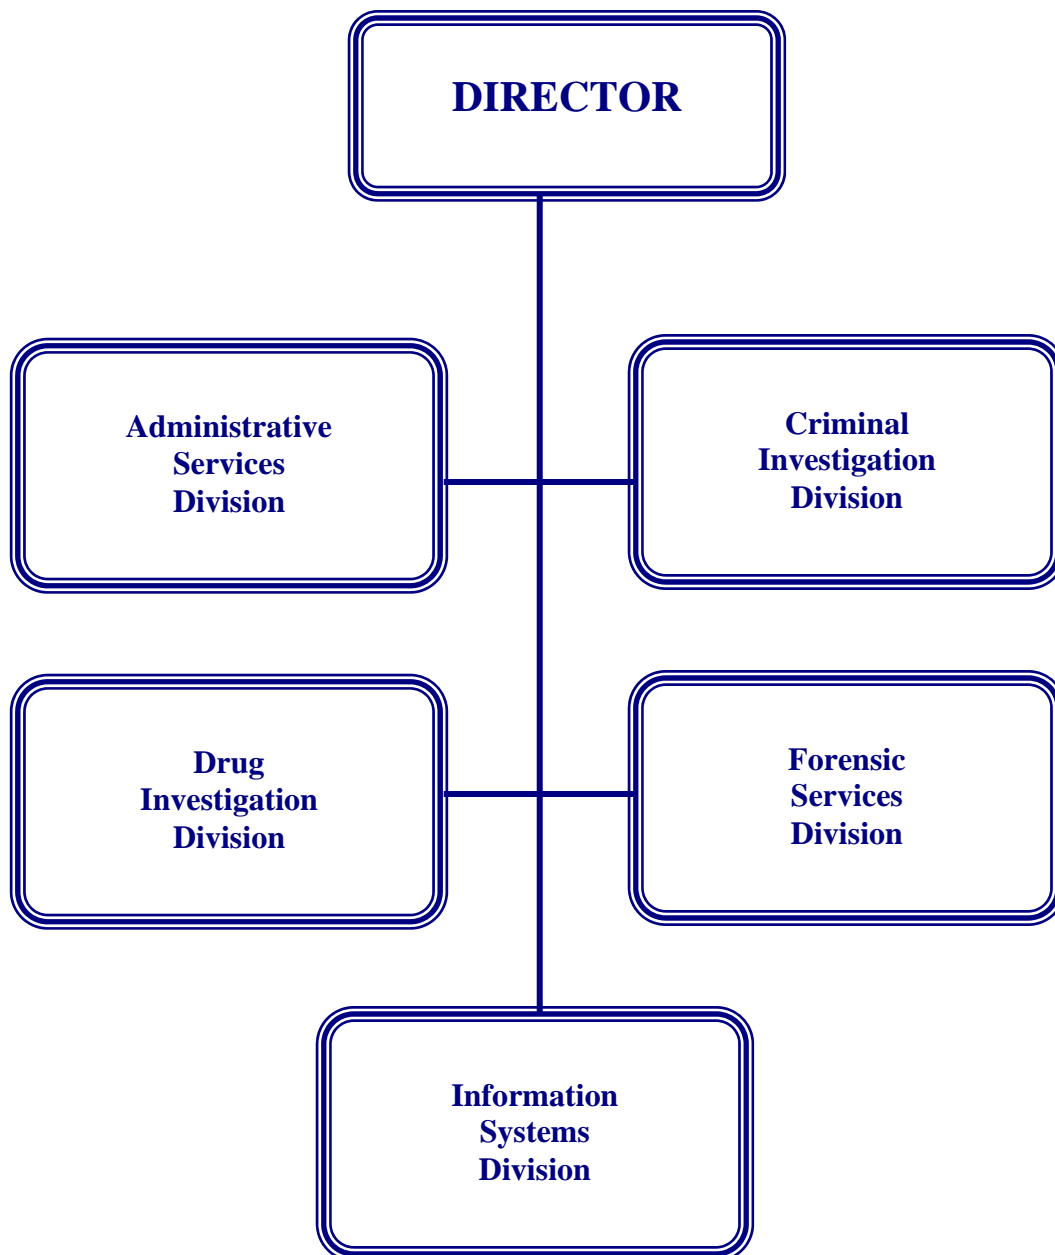 DIRECTOR
Administrative
Services
Division
Criminal
Investigation
Division
Drug
Investigation
Division
Forensic
Services
Division
Information
Systems
Division